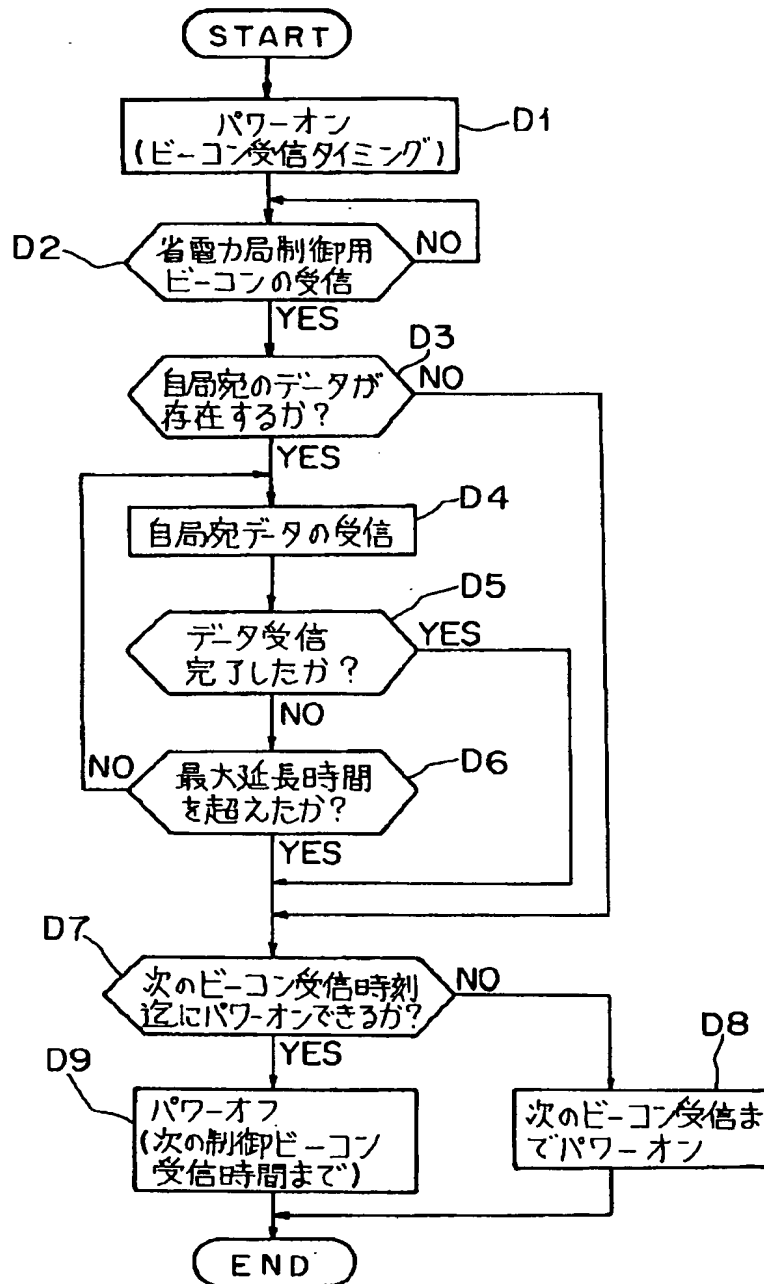 START
パワーオン
(ビーコン受信タイミング)
D1
D2
省電力局制御用
ビーコンの受信
NO
YES
D3
自局宛のデータが
存在するか?
NO
YES
D4
自局宛データの受信
D5
データ受信
完了したか?
YES
NO
D6
最大延長時間
を超えたか?
NO
YES
D7
次のビーコン受信時刻
迄にパワーオンできるか?
NO
YES
D8
次のビーコン受信ま
でパワーオン
D9
パワーオフ
(次の制御ビーコン
受信時間まで)
END